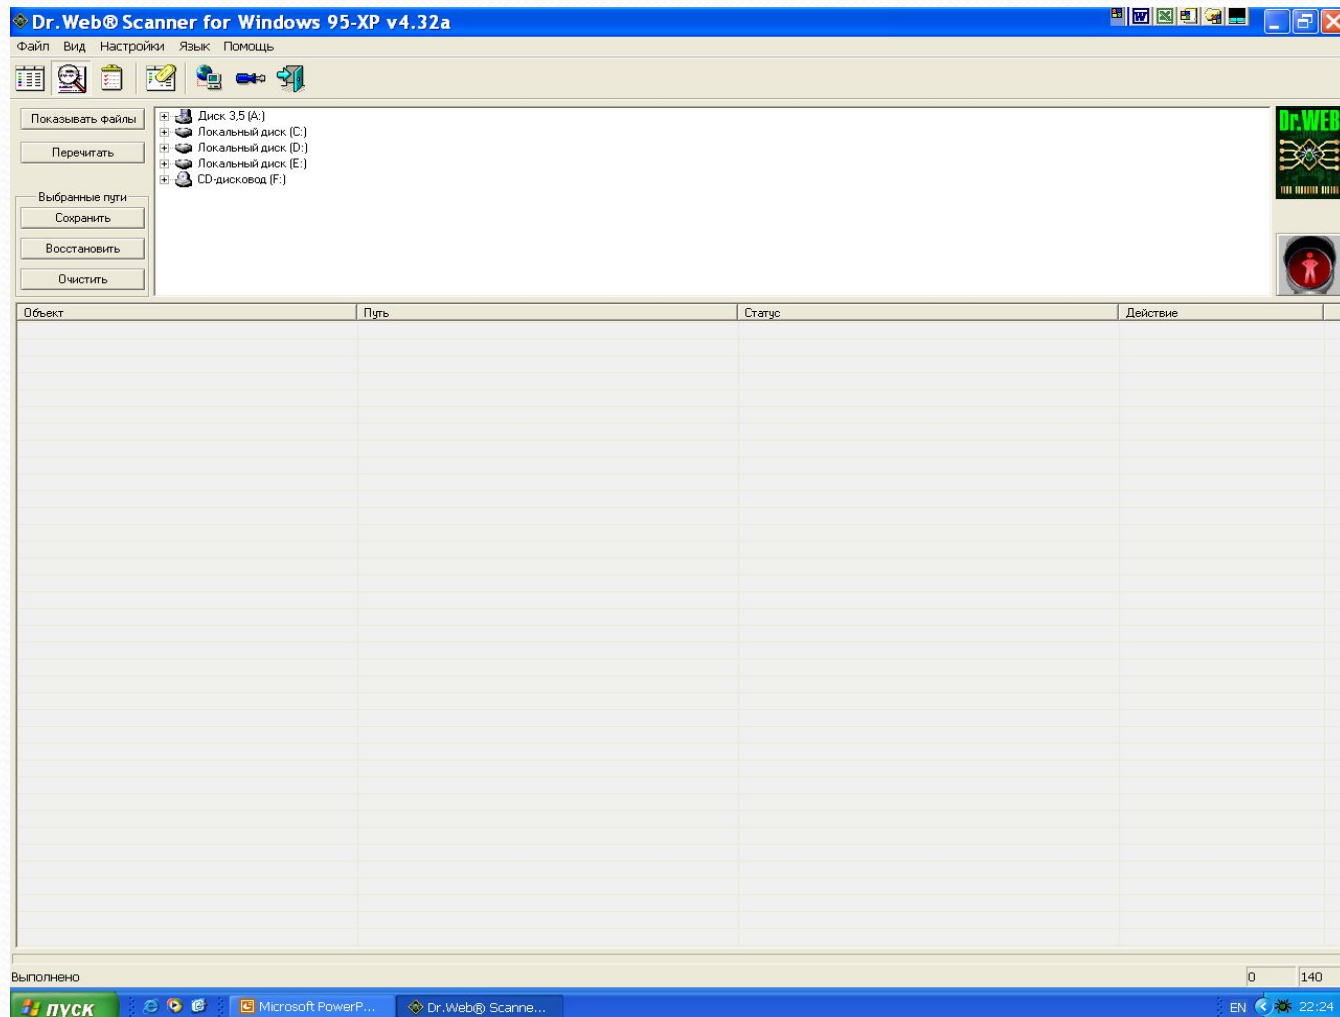 Dr.Web® Scanner for Windows 95-XP v4.32a
Файл Вид Настройки Язык Помощь
Показывать файлы
Перечитать
Выбранные пути
Сохранить
Восстановить
Очистить
Диск 3,5 (A:)
Локальный диск (C:)
Локальный диск (D:)
Локальный диск (E:)
CD-дисковод (F:)
Dr.WEB
Объект Путь Статус Действие
Выполнено 0 140
пуск Microsoft PowerP... Dr.Web® Scanne... EN 22:24